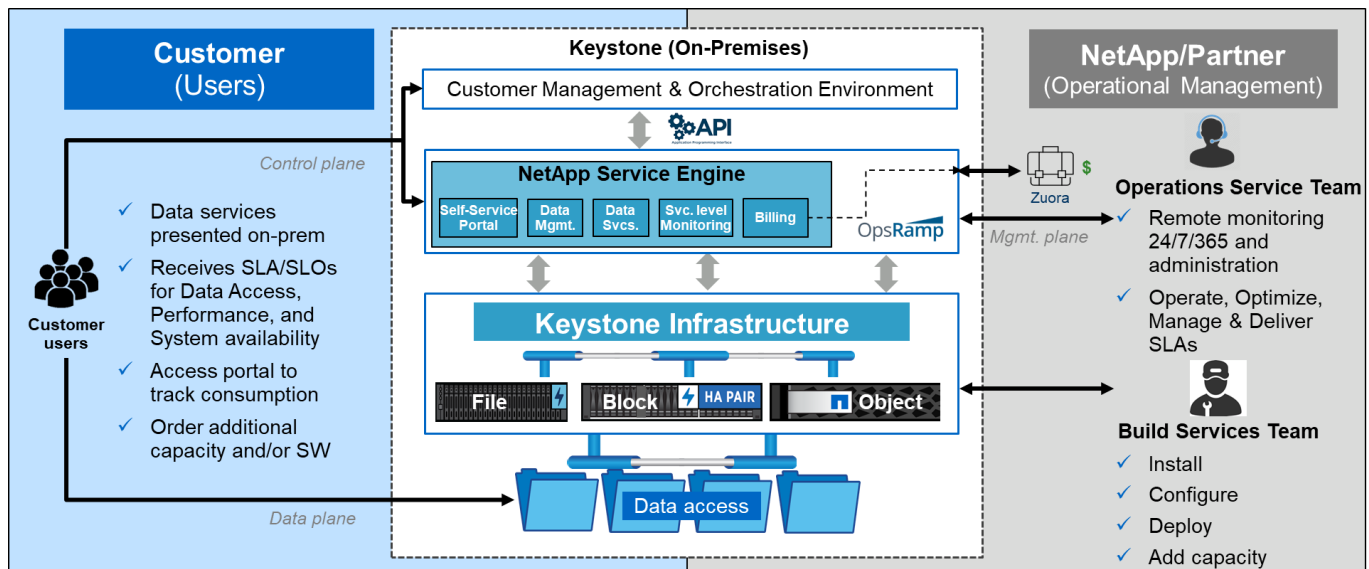 Customer
(Users)
Keystone (On-Premises)
NetApp/Partner
(Operational Management)
Customer Management & Orchestration Environment
API
Application Programming Interface
Control plane
NetApp Service Engine
Self-Service
Portal
Data
Mgmt.
Data
Svcs.
Svc. level
Monitoring
Billing
OpsRamp
$
Zuora
Mgmt. plane
Operations Service Team
✓ Remote monitoring
24/7/365 and
administration
✓ Operate, Optimize,
Manage & Deliver
SLAs
Customer
users
✓ Data services
presented on-prem
✓ Receives SLA/SLOs
for Data Access,
Performance, and
System availability
✓ Access portal to
track consumption
✓ Order additional
capacity and/or SW
Keystone Infrastructure
File
Block
HA PAIR
Object
Build Services Team
✓ Install
✓ Configure
✓ Deploy
✓ Add capacity
Data access
Data plane